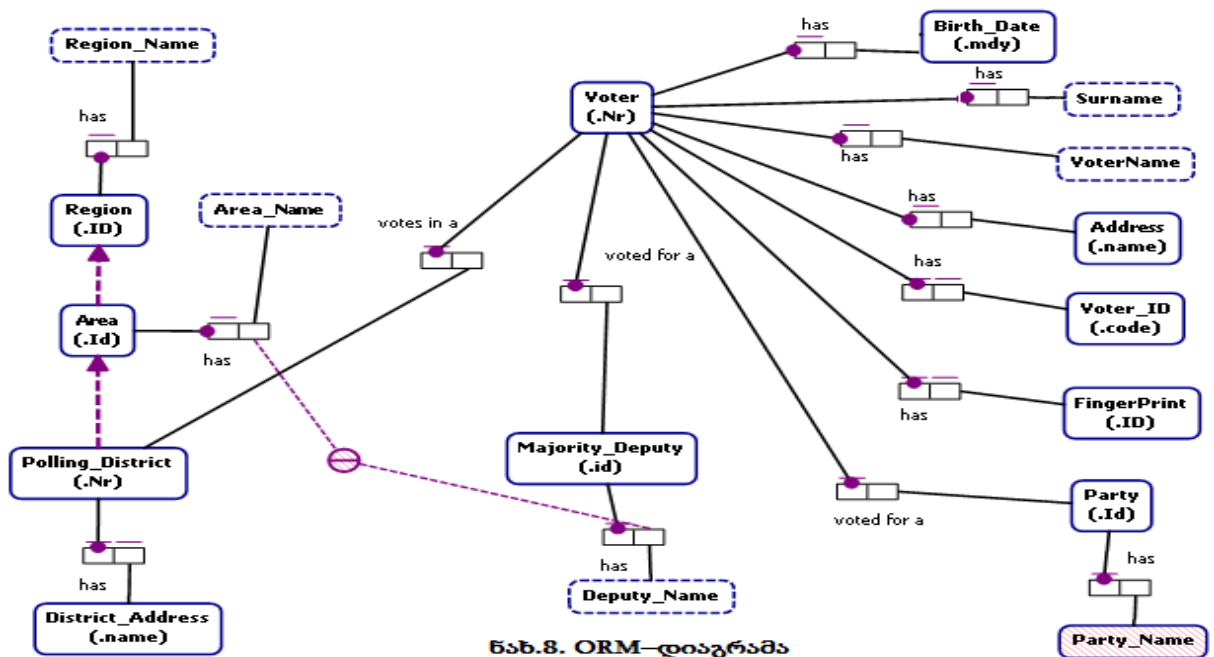 has
Birth_Date
(.mdy)
Region_Name
has
Surname
Voter
(.Nr)
has
has
VoterName
Region
(.ID)
Area_Name
has
Address
(.name)
votes in a
voted for a
has
Voter_ID
(.code)
Area
(.Id)
has
has
FingerPrint
(.ID)
Polling_District
(.Nr)
Majority_Deputy
(.id)
Party
(.Id)
voted for a
has
has
has
District_Address
(.name)
Deputy_Name
Party_Name
ნახ.8. ORM–დიაგრამა